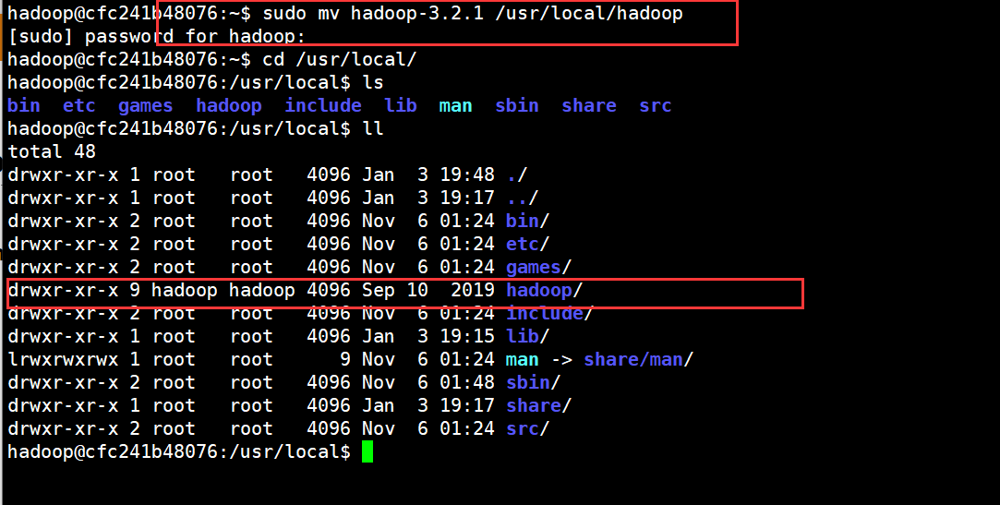 hadoop@cfc241b48076:~$ sudo mv hadoop-3.2.1 /usr/local/hadoop
[sudo] password for hadoop:
hadoop@cfc241b48076:~$ cd /usr/local/
hadoop@cfc241b48076:/usr/local$ ls
bin  etc  games  hadoop  include  lib  man  sbin  share  src
hadoop@cfc241b48076:/usr/local$ ll
total 48
drwxr-xr-x 1 root   root   4096 Jan  3 19:48 ./
drwxr-xr-x 1 root   root   4096 Jan  3 19:17 ../
drwxr-xr-x 2 root   root   4096 Nov  6 01:24 bin/
drwxr-xr-x 2 root   root   4096 Nov  6 01:24 etc/
drwxr-xr-x 2 root   root   4096 Nov  6 01:24 games/
drwxr-xr-x 9 hadoop hadoop 4096 Sep 10  2019 hadoop/
drwxr-xr-x 2 root   root   4096 Nov  6 01:24 include/
drwxr-xr-x 1 root   root   4096 Jan  3 19:15 lib/
lrwxrwxrwx 1 root   root      9 Nov  6 01:24 man -> share/man/
drwxr-xr-x 2 root   root   4096 Nov  6 01:48 sbin/
drwxr-xr-x 1 root   root   4096 Jan  3 19:17 share/
drwxr-xr-x 2 root   root   4096 Nov  6 01:24 src/
hadoop@cfc241b48076:/usr/local$